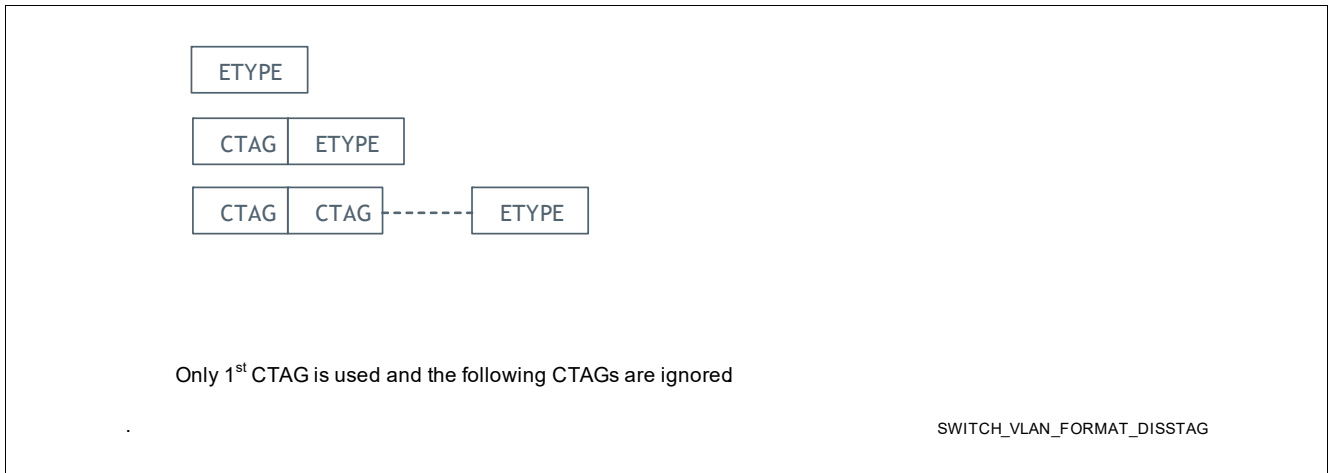 ETYPE
CTAG ETYPE
CTAG CTAG ETYPE
Only 1st CTAG is used and the following CTAGs are ignored
. SWITCH_VLAN_FORMAT_DISSTAG